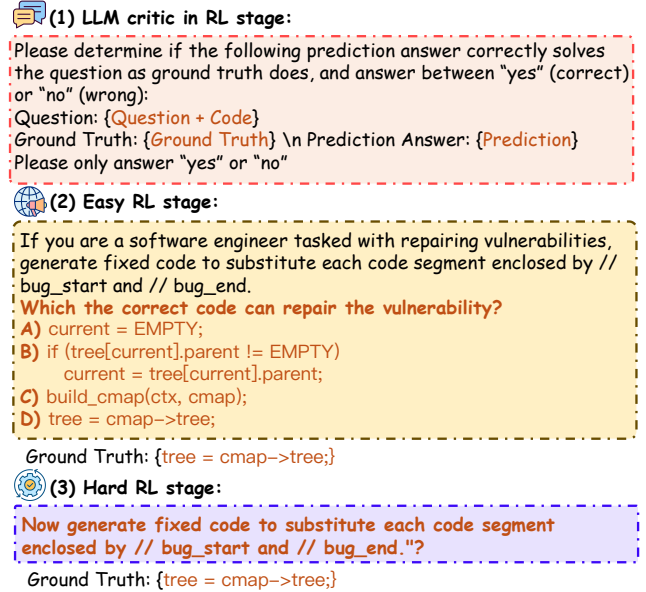 (1) LLM critic in RL stage:
Please determine if the following prediction answer correctly solves
the question as ground truth does, and answer between “yes” (correct)
or “no” (wrong):
Question: {Question + Code}
Ground Truth: {Ground Truth} \n Prediction Answer: {Prediction}
Please only answer “yes” or “no”
(2) Easy RL stage:
If you are a software engineer tasked with repairing vulnerabilities,
generate fixed code to substitute each code segment enclosed by //
bug_start and // bug_end.
Which the correct code can repair the vulnerability?
A) current = EMPTY;
B) if (tree[current].parent != EMPTY)
current = tree[current].parent;
C) build_cmap(ctx, cmap);
D) tree = cmap->tree;
Ground Truth: {tree = cmap->tree;}
(3) Hard RL stage:
Now generate fixed code to substitute each code segment
enclosed by // bug_start and // bug_end."?
Ground Truth: {tree = cmap->tree;}